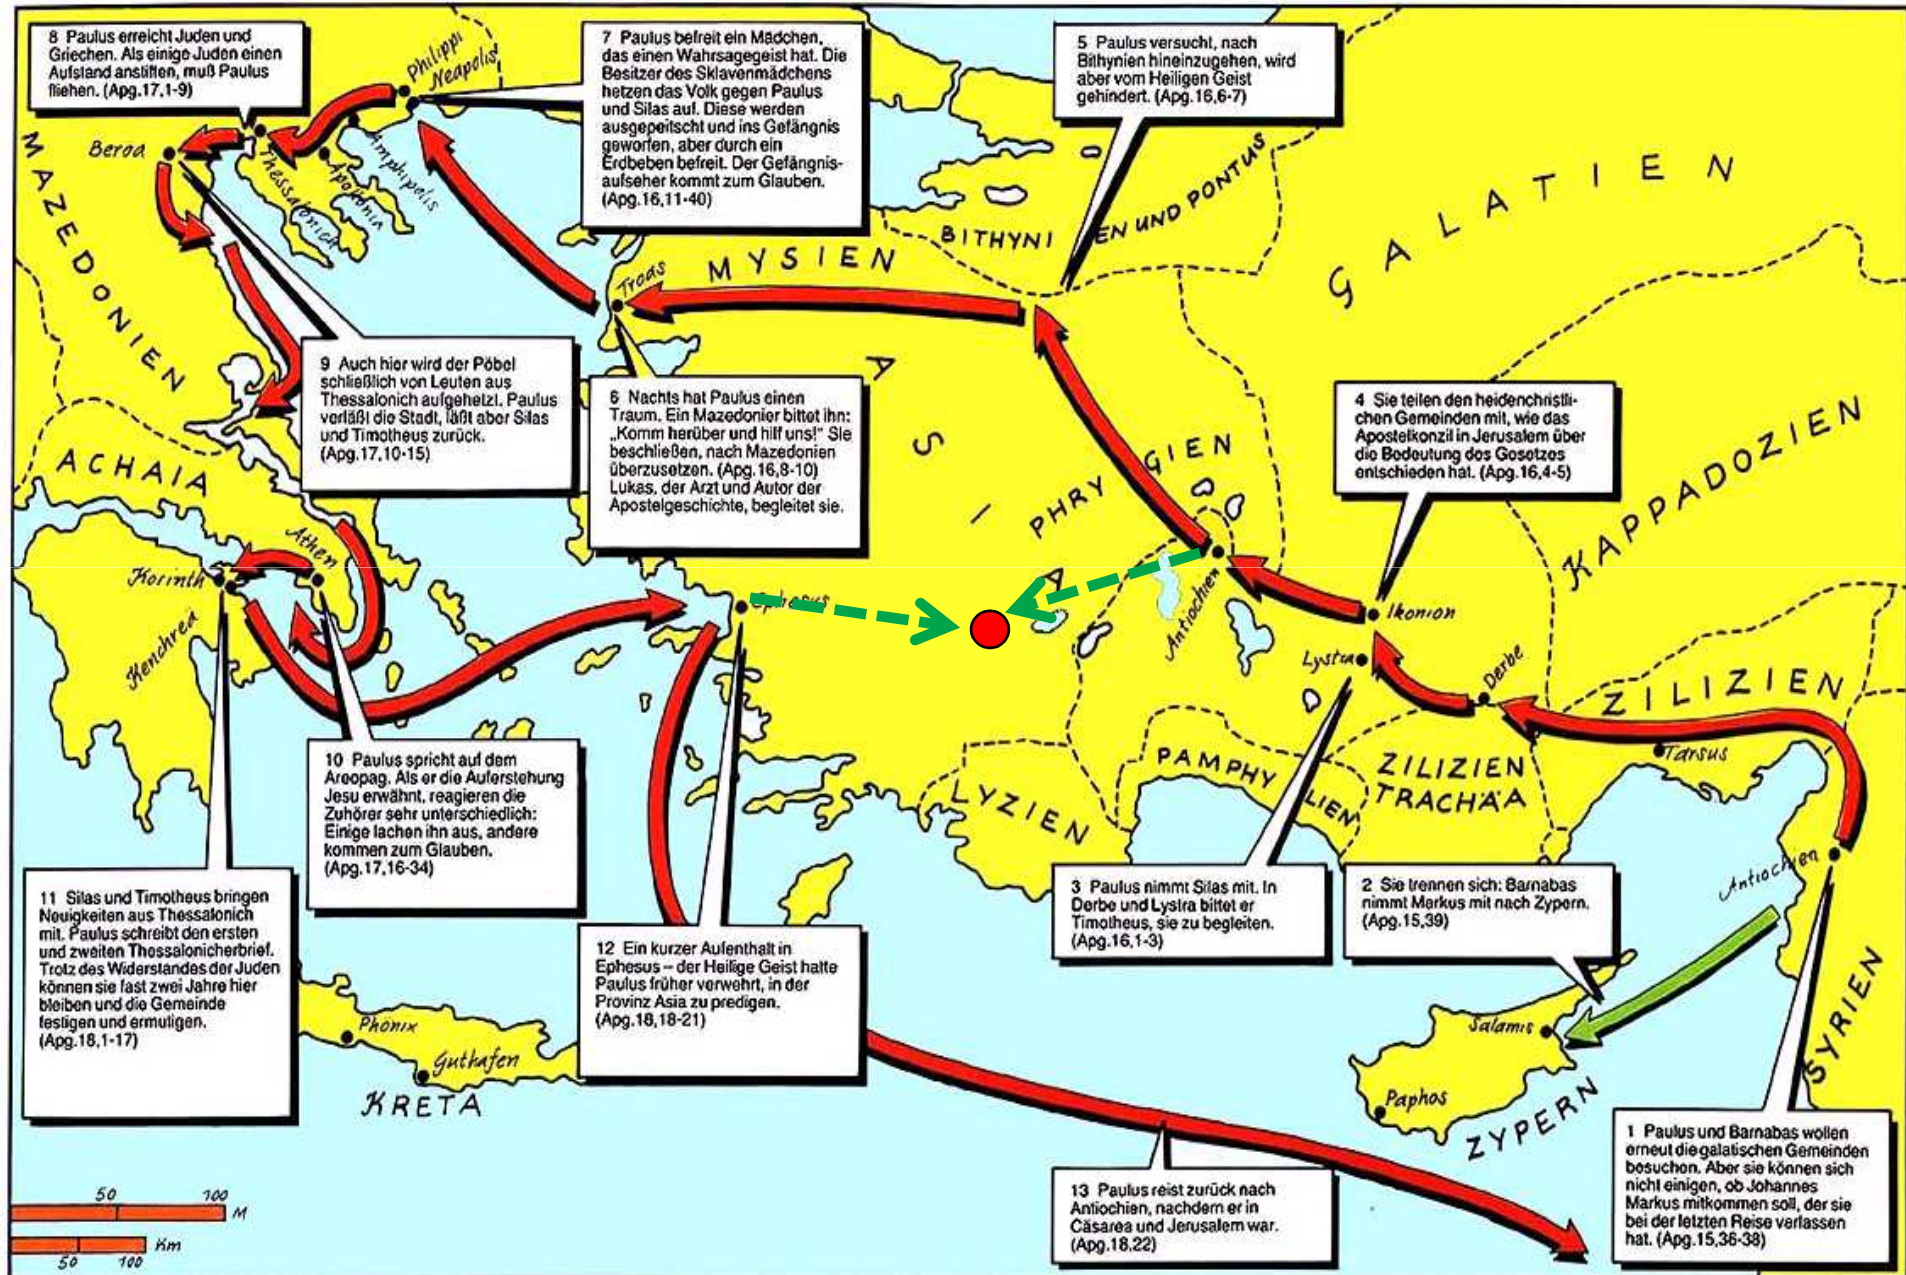 8 Paulus erreicht Juden und
Griechen. Als einige Juden einen
Aufstand anstiften, muß Paulus
fliehen. (Apg.17,1-9)
7 Paulus befreit ein Mädchen,
das einen Wahrsagegeist hat. Die
Besitzer des Sklavenmädchens
hetzen das Volk gegen Paulus
und Silas auf. Diese werden
ausgepeitscht und ins Gefängnis
geworfen, aber durch ein
Erdbeben befreit. Der Gefängnis-
aufseher kommt zum Glauben.
(Apg.16,11-40)
5 Paulus versucht, nach
Bithynien hineinzugehen, wird
aber vom Heiligen Geist
gehindert. (Apg.16,6-7)
Philippi
Neapolis
Amphipolis
Apollonia
Thessalonich
Beroa
MAZEDONIEN
BITHYNIEN UND PONTUS
GALATIEN
MYSIEN
Troas
9 Auch hier wird der Pöbel
schließlich von Leuten aus
Thessalonich aufgehetzt. Paulus
verläßt die Stadt, läßt aber Silas
und Timotheus zurück.
(Apg.17,10-15)
6 Nachts hat Paulus einen
Traum. Ein Mazedonier bittet ihn:
„Komm herüber und hilf uns!" Sie
beschließen, nach Mazedonien
überzusetzen. (Apg.16,8-10)
Lukas, der Arzt und Autor der
Apostelgeschichte, begleitet sie.
4 Sie teilen den heidenchristli-
chen Gemeinden mit, wie das
Apostelkonzil in Jerusalem über
die Bedeutung des Gesetzes
entschieden hat. (Apg.16,4-5)
ASIA
PHRYGIEN
KAPPADOZIEN
ACHAIA
Athen
Korinth
Kenchrea
Ephesus
Antiochien
Ikonion
Lystra
Derbe
ZILIZIEN
Tarsus
LYZIEN
PAMPHYLIEN
ZILIZIEN
TRACHÄA
10 Paulus spricht auf dem
Areopag. Als er die Auferstehung
Jesu erwähnt, reagieren die
Zuhörer sehr unterschiedlich:
Einige lachen ihn aus, andere
kommen zum Glauben.
(Apg.17,16-34)
11 Silas und Timotheus bringen
Neuigkeiten aus Thessalonich
mit. Paulus schreibt den ersten
und zweiten Thessalonicherbrief.
Trotz des Widerstandes der Juden
können sie fast zwei Jahre hier
bleiben und die Gemeinde
festigen und ermutigen.
(Apg.18,1-17)
12 Ein kurzer Aufenthalt in
Ephesus – der Heilige Geist hatte
Paulus früher verwehrt, in der
Provinz Asia zu predigen.
(Apg.18,18-21)
3 Paulus nimmt Silas mit. In
Derbe und Lystra bittet er
Timotheus, sie zu begleiten.
(Apg.16,1-3)
2 Sie trennen sich: Barnabas
nimmt Markus mit nach Zypern.
(Apg.15,39)
Antiochien
SYRIEN
Salamis
Paphos
ZYPERN
Phönix
Guthafen
KRETA
13 Paulus reist zurück nach
Antiochien, nachdem er in
Cäsarea und Jerusalem war.
(Apg.18,22)
1 Paulus und Barnabas wollen
erneut die galatischen Gemeinden
besuchen. Aber sie können sich
nicht einigen, ob Johannes
Markus mitkommen soll, der sie
bei der letzten Reise verlassen
hat. (Apg.15,36-38)
50 100 M
50 100 Km